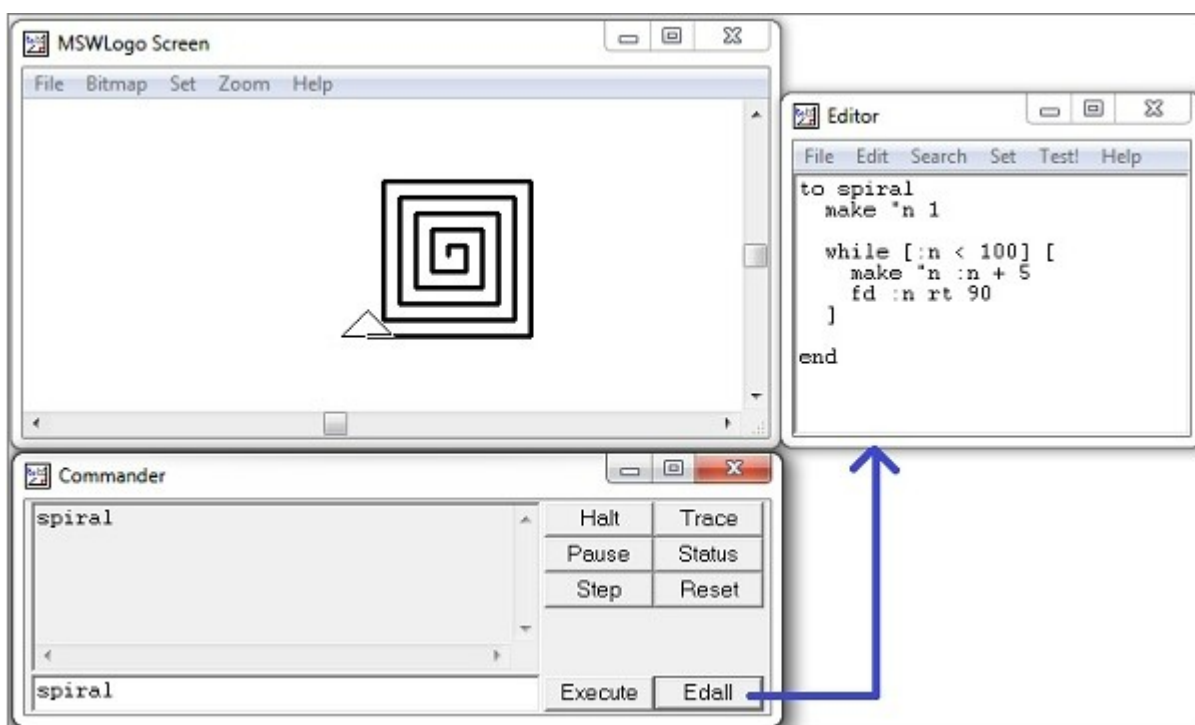 MSWLogo Screen
File Bitmap Set Zoom Help
Editor
File Edit Search Set Test! Help
to spiral
make "n 1
while [:n < 100] [
make "n :n + 5
fd :n rt 90
]
end
Commander
spiral
Halt Trace
Pause Status
Step Reset
spiral
Execute Edall